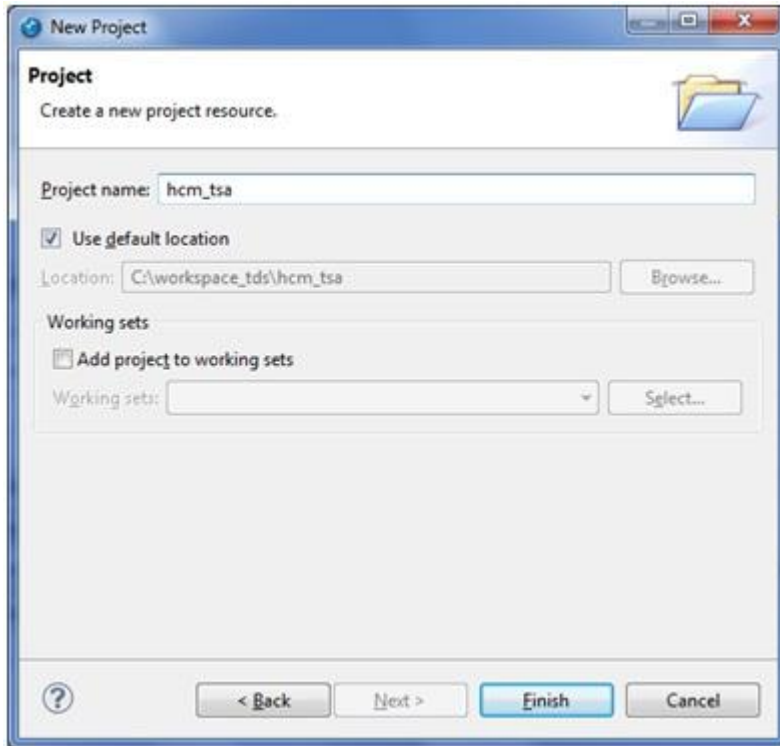 New Project
Project
Create a new project resource.
Project name: hcm_tsa
Use default location
Location: C:\workspace_tds\hcm_tsa Browse...
Working sets
Add project to working sets
Working sets: Select...
< Back Next > Finish Cancel